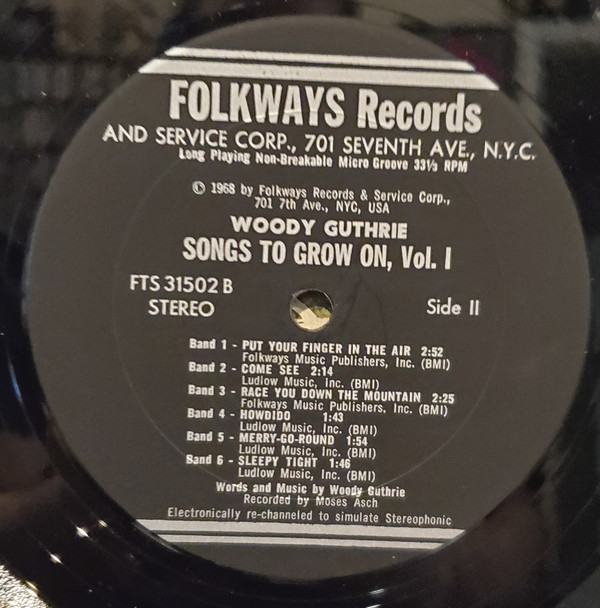 FOLKWAYS Records
AND SERVICE CORP., 701 SEVENTH AVE., N.Y.C.
Long Playing Non-Breakable Micro Groove 33⅓ RPM
© 1968 by Folkways Records & Service Corp.,
701 7th Ave., NYC, USA
WOODY GUTHRIE
SONGS TO GROW ON, Vol. I
FTS 31502 B
STEREO
Side II
Band 1 - PUT YOUR FINGER IN THE AIR 2:52
Folkways Music Publishers, Inc. (BMI)
Band 2 - COME SEE 2:14
Ludlow Music, Inc. (BMI)
Band 3 - RACE YOU DOWN THE MOUNTAIN 2:25
Folkways Music Publishers, Inc. (BMI)
Band 4 - HOWDIDO 1:43
Ludlow Music, Inc. (BMI)
Band 5 - MERRY-GO-ROUND 1:54
Ludlow Music, Inc. (BMI)
Band 6 - SLEEPY TIGHT 1:46
Ludlow Music, Inc. (BMI)
Words and Music by Woody Guthrie
Recorded by Moses Asch
Electronically re-channeled to simulate Stereophonic